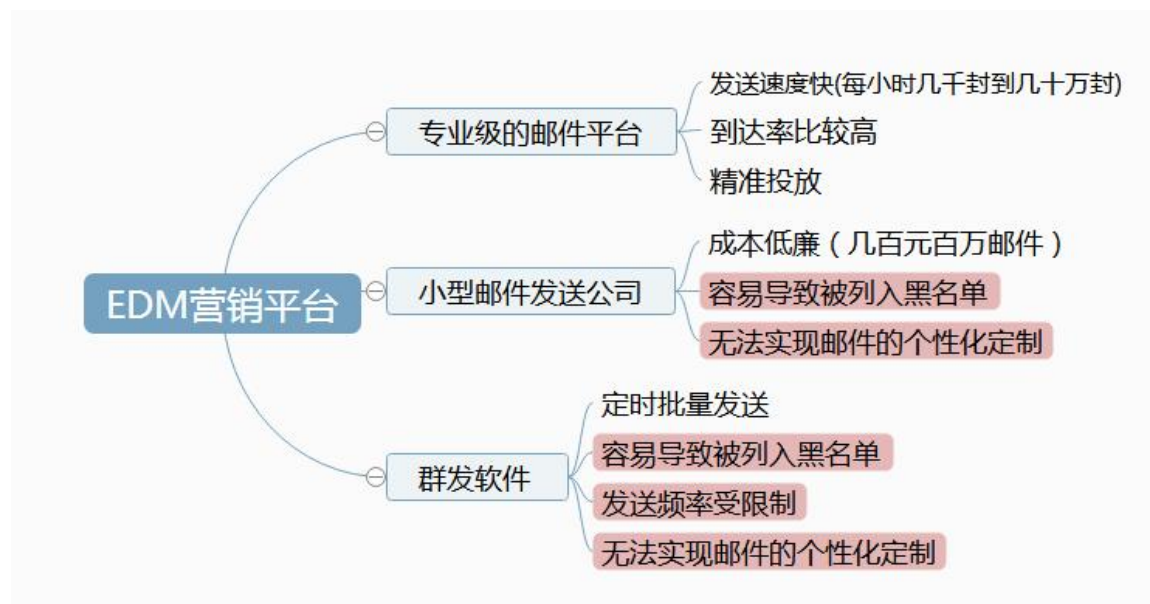 EDM营销平台
专业级的邮件平台
发送速度快(每小时几千封到几十万封)
到达率比较高
精准投放
小型邮件发送公司
成本低廉（几百元百万邮件）
容易导致被列入黑名单
无法实现邮件的个性化定制
群发软件
定时批量发送
容易导致被列入黑名单
发送频率受限制
无法实现邮件的个性化定制